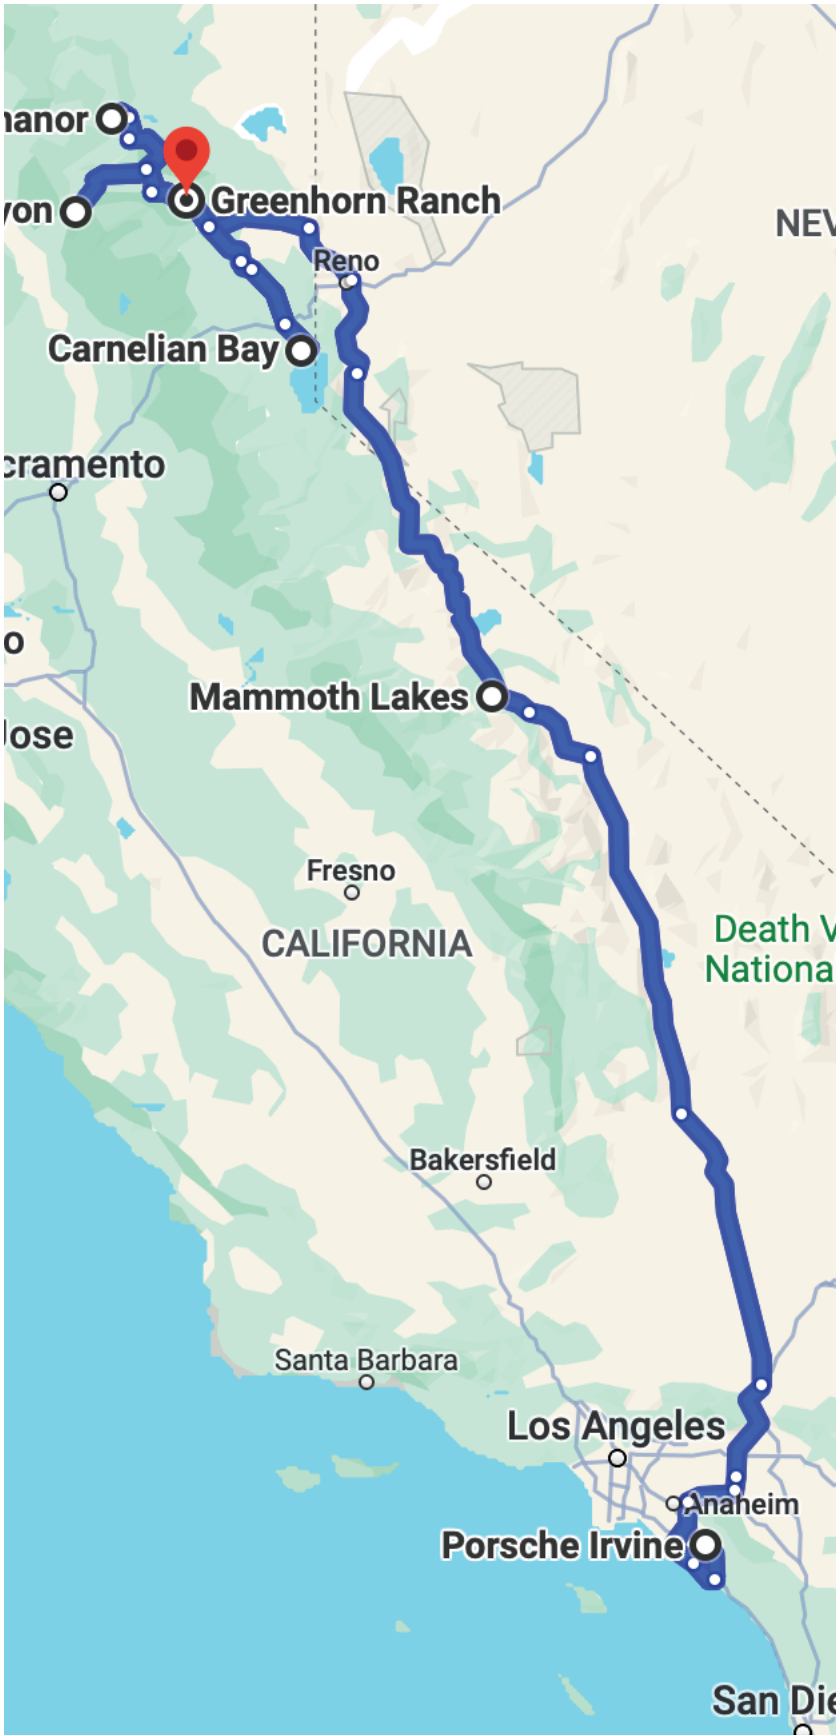 hanor
Greenhorn Ranch
yon
NEV
Reno
Carnelian Bay
cramento
o
Jose
Mammoth Lakes
Fresno
CALIFORNIA
Death V
Nationa
Bakersfield
Santa Barbara
Los Angeles
Anaheim
Porsche Irvine
San Die